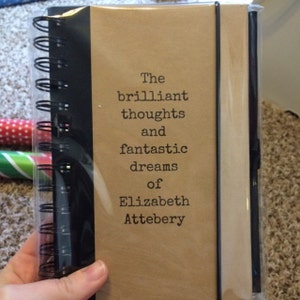 The
brilliant
thoughts
and
fantastic
dreams
of
Elizabeth
Attebery